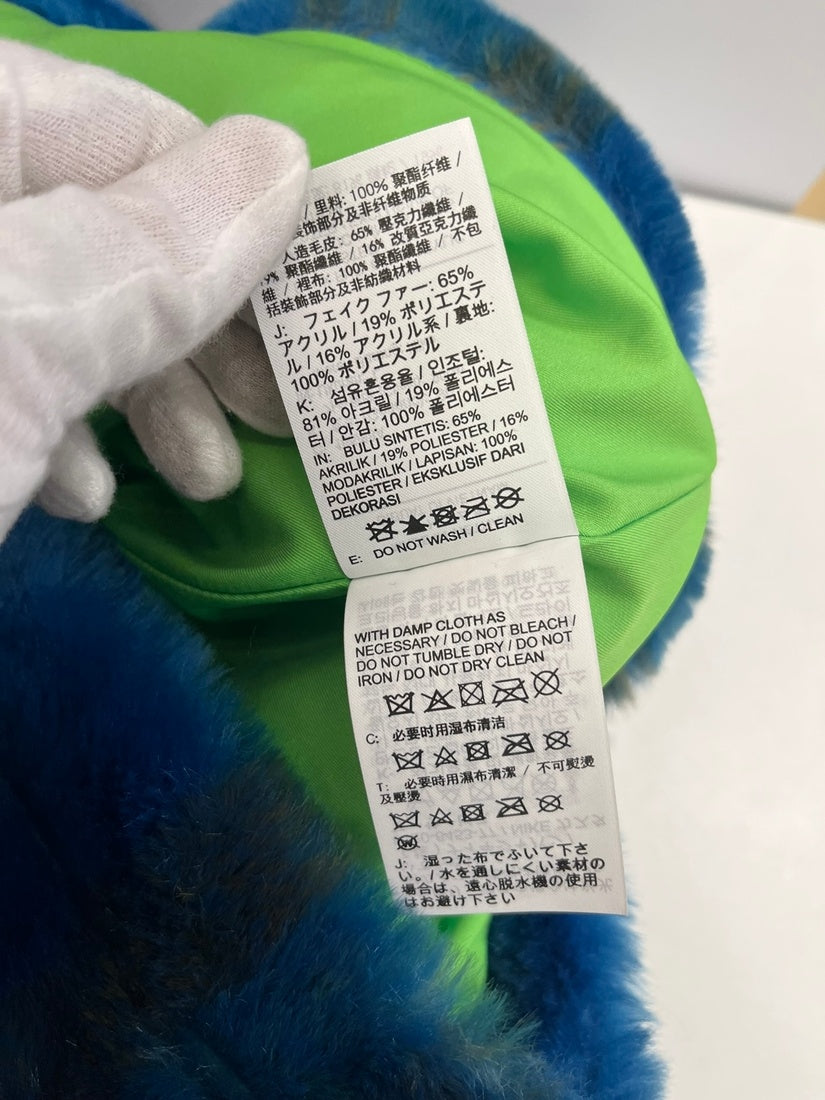 / 里料: 100% 聚酯纤维 /
装饰部分及非纤维物质
人造毛皮: 65% 壓克力纖維 /
19% 聚酯纖維 / 16% 改質亞克力纖
維 / 裡布: 100% 聚酯纖維 / 不包
括裝飾部分及非紡織材料
J: フェイク ファー: 65%
アクリル / 19% ポリエステ
ル / 16% アクリル系 / 裏地:
100% ポリエステル
K: 섬유혼용율 / 인조털:
81% 아크릴 / 19% 폴리에스
터 / 안감: 100% 폴리에스터
IN: BULU SINTETIS: 65%
AKRILIK / 19% POLIESTER / 16%
MODAKRILIK / LAPISAN: 100%
POLIESTER / EKSKLUSIF DARI
DEKORASI
E: DO NOT WASH / CLEAN
WITH DAMP CLOTH AS
NECESSARY / DO NOT BLEACH /
DO NOT TUMBLE DRY / DO NOT
IRON / DO NOT DRY CLEAN
C: 必要时用湿布清洁
T: 必要時用濕布清潔 / 不可熨燙
及壓燙
J: 湿った布でふいて下さ
い。/ 水を通しにくい素材の
場合は、遠心脱水機の使用
はお避け下さい